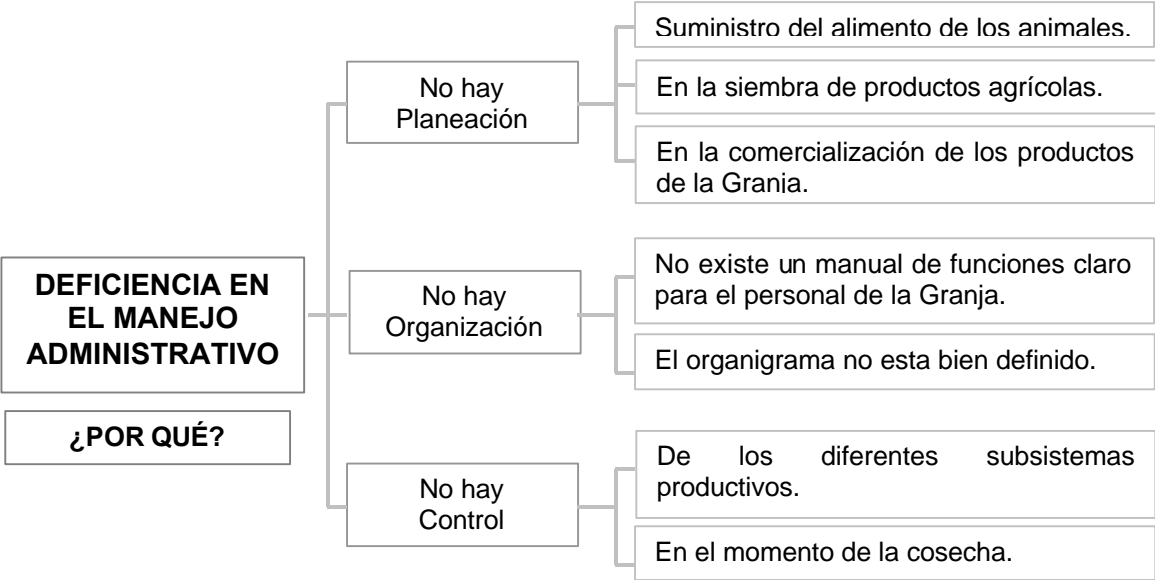 DEFICIENCIA EN
EL MANEJO
ADMINISTRATIVO
¿POR QUÉ?
No hay
Planeación
Suministro del alimento de los animales.
En la siembra de productos agrícolas.
En la comercialización de los productos
de la Granja.
No hay
Organización
No existe un manual de funciones claro
para el personal de la Granja.
El organigrama no esta bien definido.
No hay
Control
De los diferentes subsistemas
productivos.
En el momento de la cosecha.